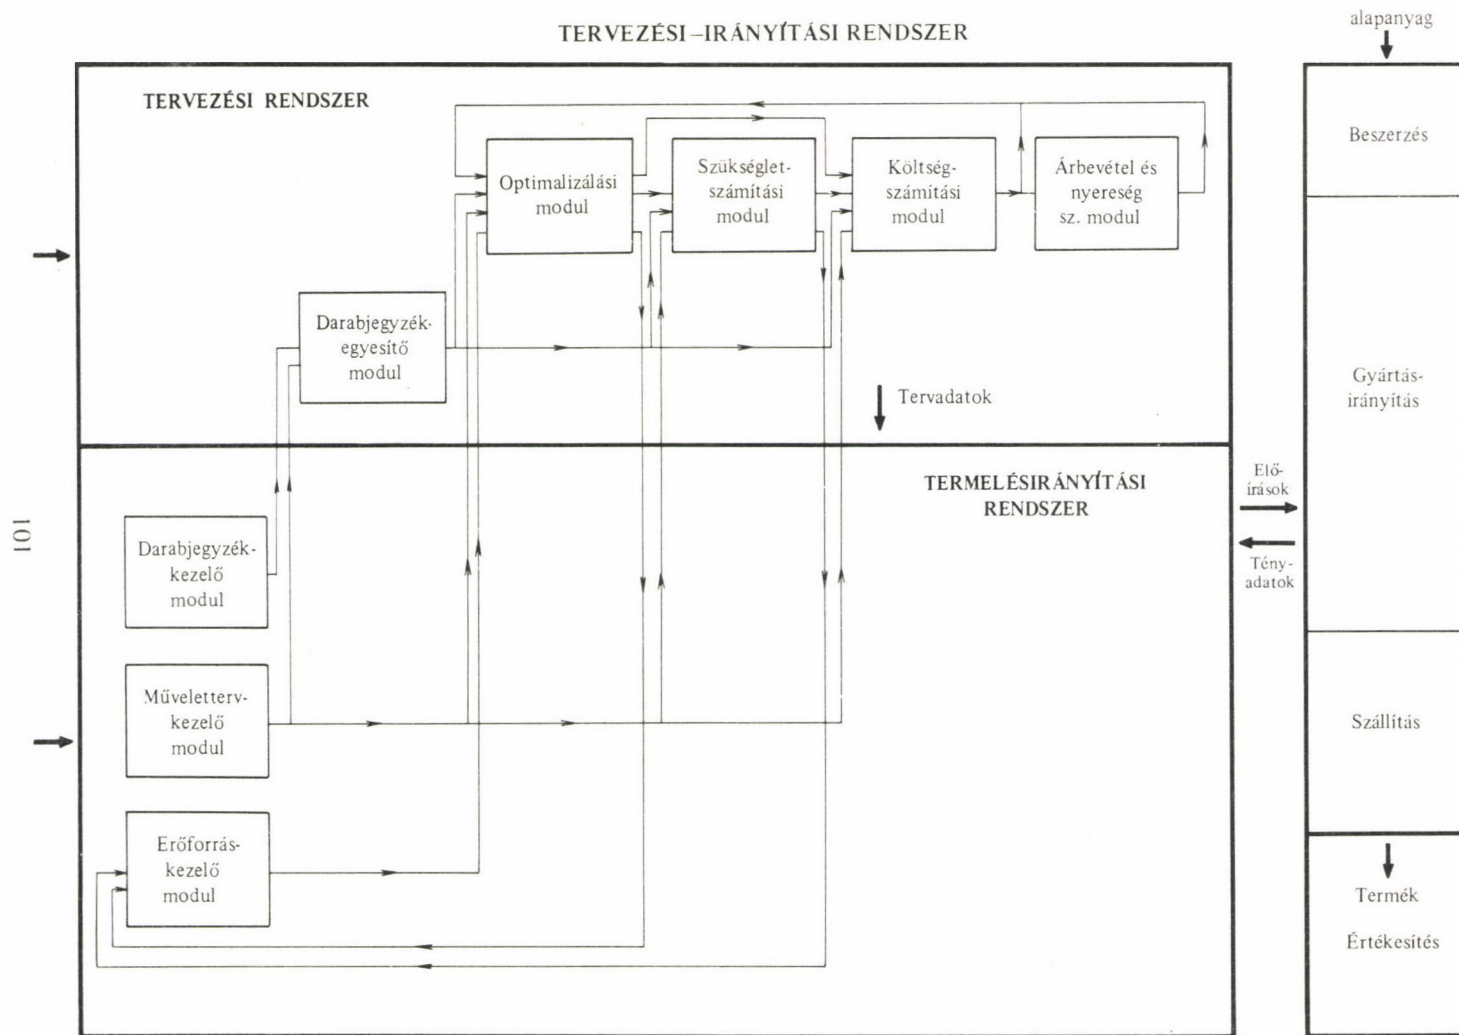 TERVEZÉSI–IRÁNYÍTÁSI RENDSZER
TERVEZÉSI RENDSZER
Optimalizálási
modul
Szükséglet-
számítási
modul
Költség-
számítási
modul
Árbevétel és
nyereség
sz. modul
Darabjegyzék-
egyesítő
modul
Tervadatok
TERMELÉSIRÁNYÍTÁSI
RENDSZER
Darabjegyzék-
kezelő
modul
Művelettterv-
kezelő
modul
Erőforrás-
kezelő
modul
Elő-
írások
Tény-
adatok
alapanyag
Beszerzés
Gyártás-
irányítás
Szállítás
Termék
Értékesítés
101